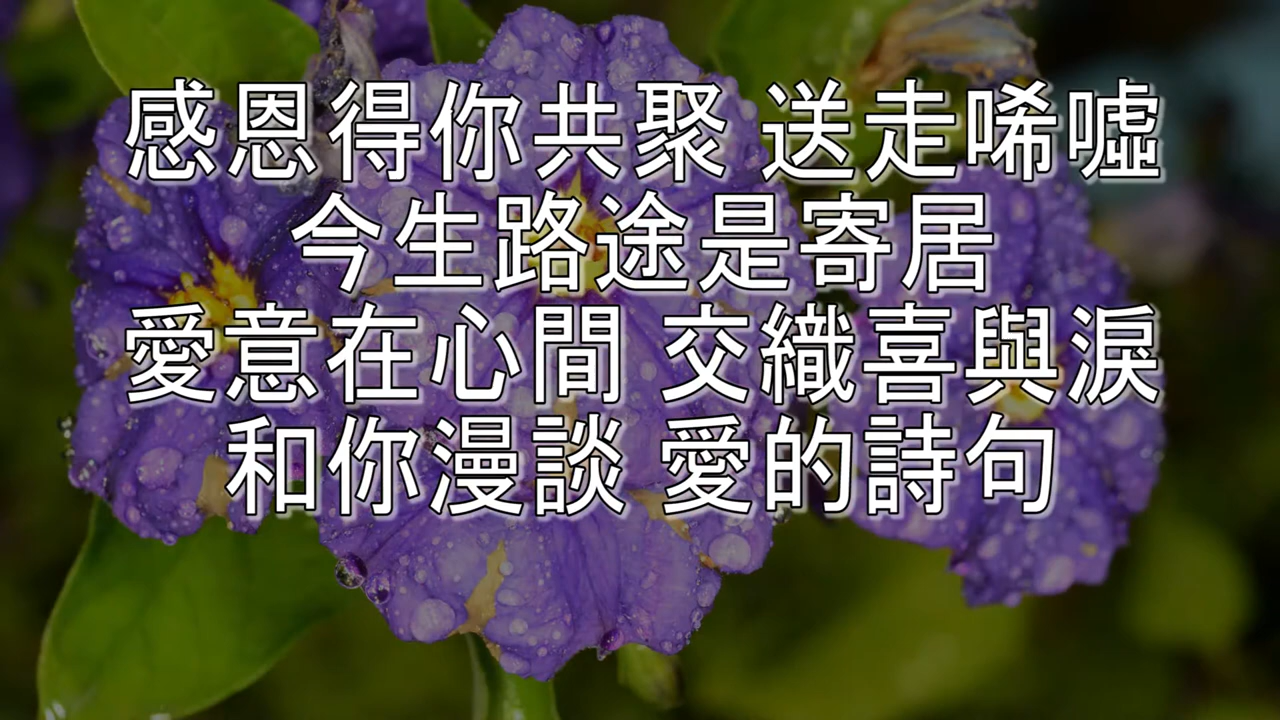 感恩得你共聚 送走唏噓
今生路途是寄居
愛意在心間 交織喜與淚
和你漫談 愛的詩句